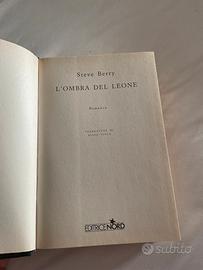 Steve Berry
L'OMBRA DEL LEONE
Romanzo
TRADUZIONE DI
EDITRICE NORD
subito